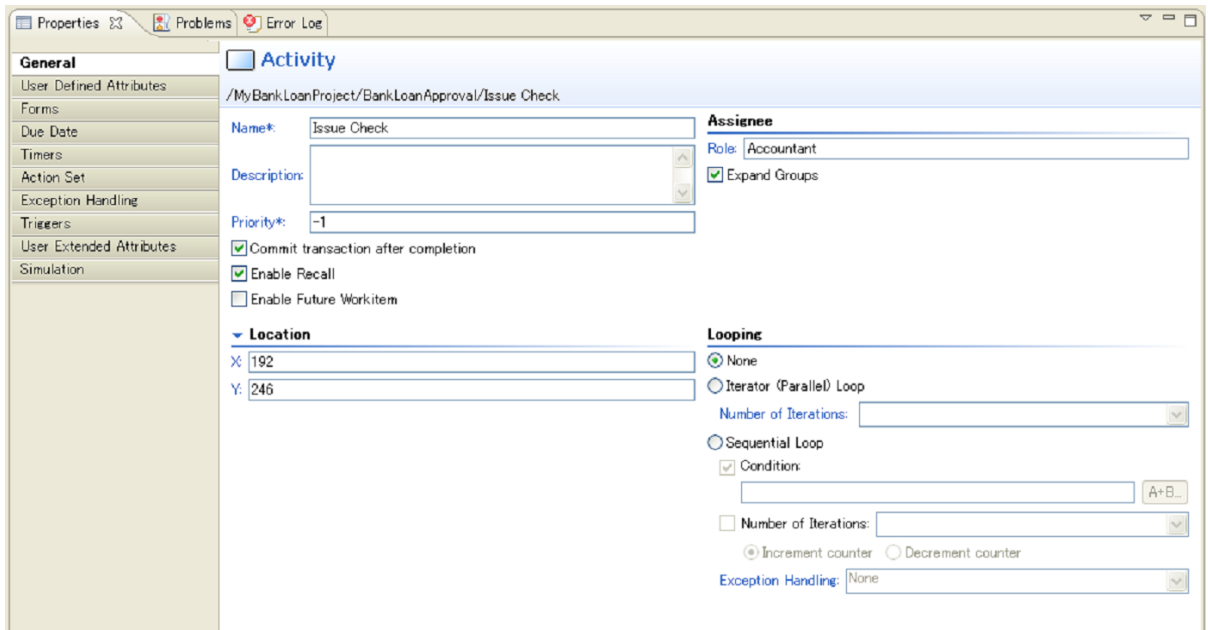 Properties Problems Error Log
General
User Defined Attributes
Forms
Due Date
Timers
Action Set
Exception Handling
Triggers
User Extended Attributes
Simulation
Activity
/MyBankLoanProject/BankLoanApproval/Issue Check
Name*: Issue Check
Description:
Priority*: -1
Commit transaction after completion
Enable Recall
Enable Future Workitem
Location
X: 192
Y: 246
Assignee
Role: Accountant
Expand Groups
Looping
None
Iterator (Parallel) Loop
Number of Iterations:
Sequential Loop
Condition:
A+B...
Number of Iterations:
Increment counter Decrement counter
Exception Handling: None